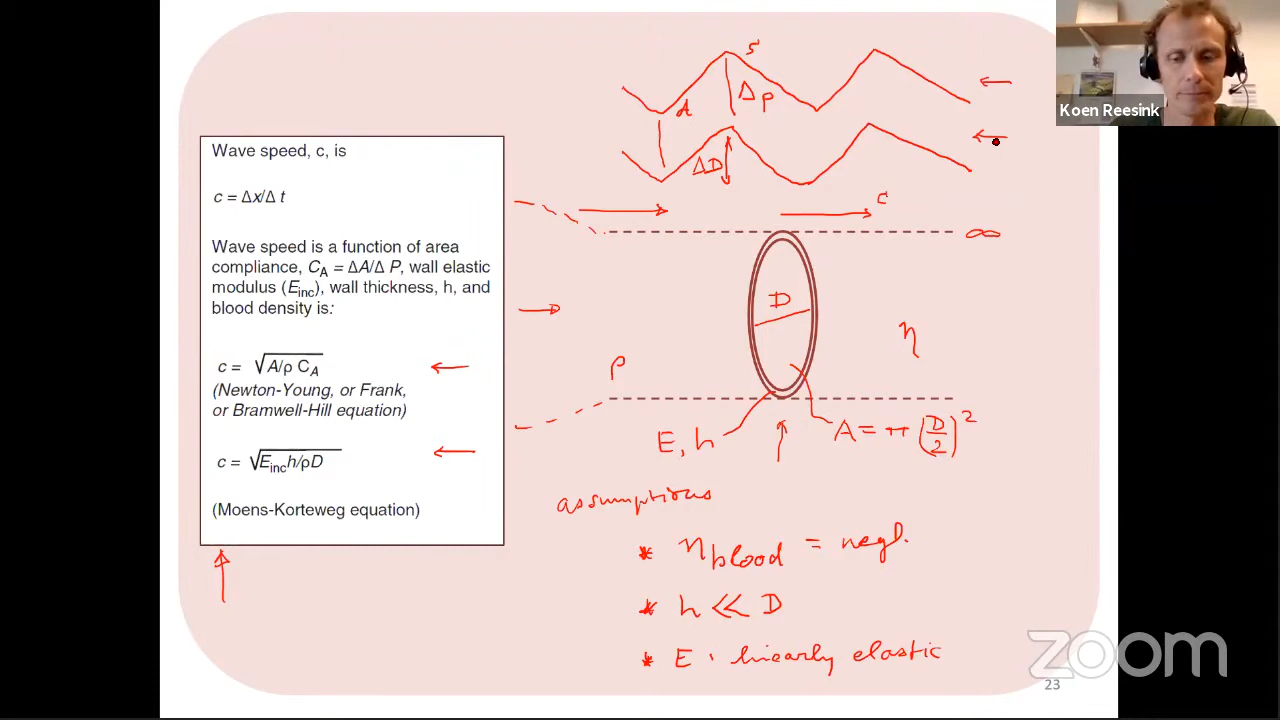 Koen Reesink
Wave speed, c, is
c = Δx/Δ t
Wave speed is a function of area
compliance, C_A = ΔA/Δ P, wall elastic
modulus (E_inc), wall thickness, h, and
blood density is:
c = √A/ρ C_A
(Newton-Young, or Frank,
or Bramwell-Hill equation)
c = √E_inc h/ρD
(Moens-Korteweg equation)
s
Δp
d
ΔD
c
∞
D
η
ρ
E, h
A = π (D/2)²
assumptions
* η blood = negl.
* h << D
* E : linearly elastic
zoom
23